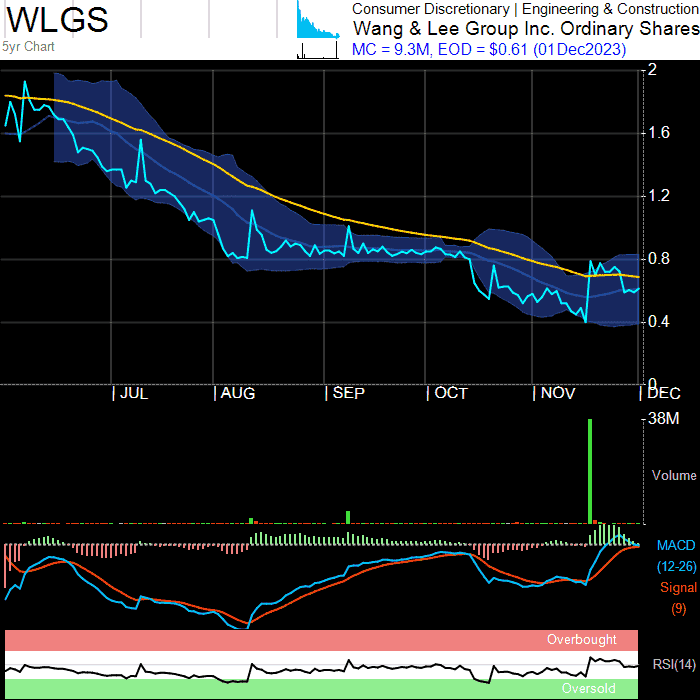 WLGS
5yr Chart
Consumer Discretionary | Engineering & Construction
Wang & Lee Group Inc. Ordinary Shares
MC = 9.3M, EOD = $0.61 (01Dec2023)
2
1.6
1.2
0.8
0.4
0
JUL AUG SEP OCT NOV DEC
38M
Volume
MACD
(12-26)
Signal
(9)
Overbought
RSI(14)
Oversold